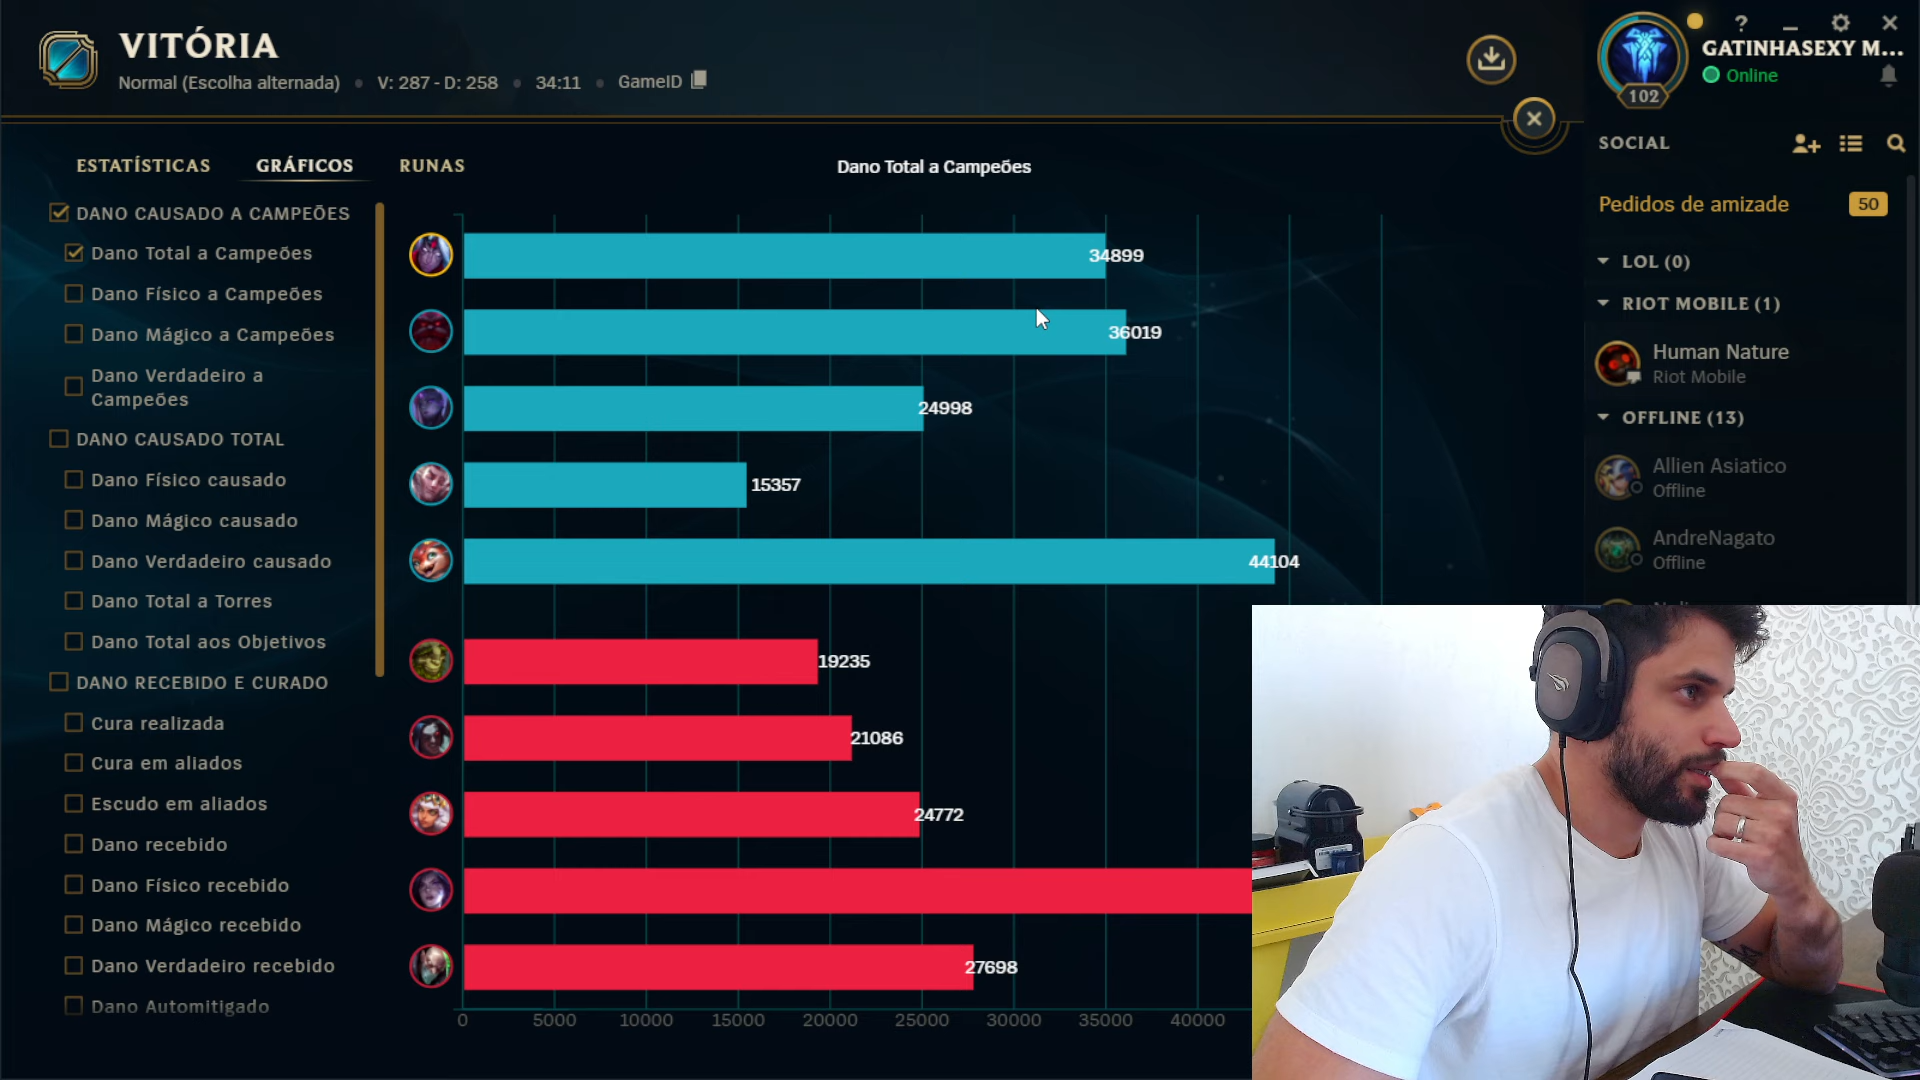 VITÓRIA
Normal (Escolha alternada) • V: 287 - D: 258 • 34:11 • GameID
102
?
GATINHASEXY M...
Online
SOCIAL
ESTATÍSTICAS GRÁFICOS RUNAS
Dano Total a Campeões
DANO CAUSADO A CAMPEÕES
Dano Total a Campeões
Dano Físico a Campeões
Dano Mágico a Campeões
Dano Verdadeiro a
Campeões
DANO CAUSADO TOTAL
Dano Físico causado
Dano Mágico causado
Dano Verdadeiro causado
Dano Total a Torres
Dano Total aos Objetivos
DANO RECEBIDO E CURADO
Cura realizada
Cura em aliados
Escudo em aliados
Dano recebido
Dano Físico recebido
Dano Mágico recebido
Dano Verdadeiro recebido
Dano Automitigado
34899
36019
24998
15357
44104
19235
21086
24772
27698
0 5000 10000 15000 20000 25000 30000 35000 40000
Pedidos de amizade 50
LOL (0)
RIOT MOBILE (1)
Human Nature
Riot Mobile
OFFLINE (13)
Allien Asiatico
Offline
AndreNagato
Offline